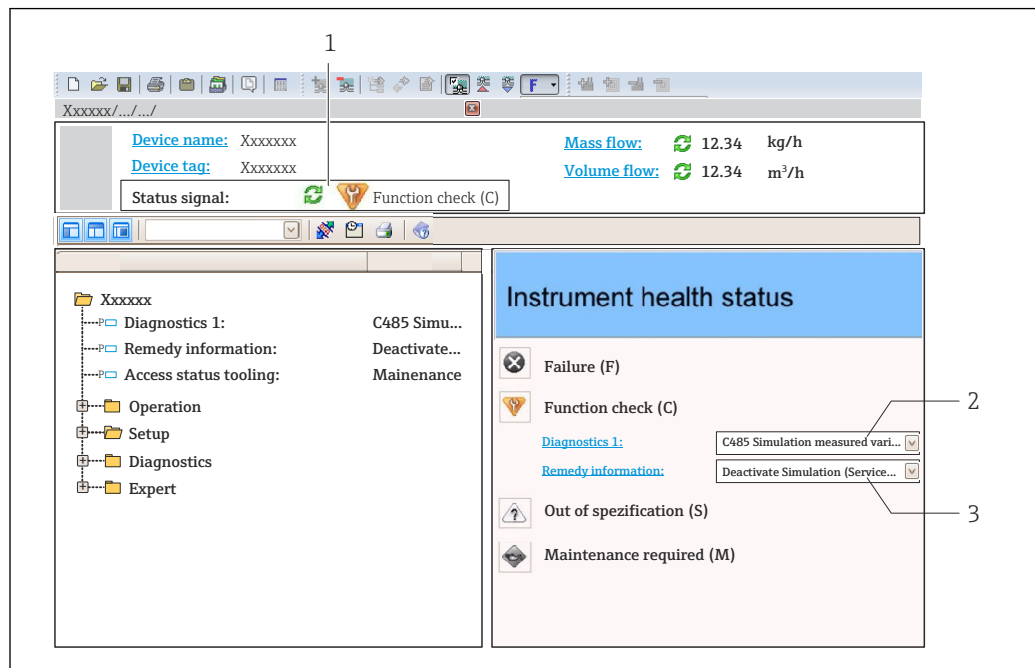 1
F
Xxxxxx/.../.../
Device name: Xxxxxxx
Mass flow: 12.34 kg/h
Device tag: Xxxxxxx
Volume flow: 12.34 m³/h
Status signal: Function check (C)
Xxxxxx
Diagnostics 1: C485 Simu...
Remedy information: Deactivate...
Access status tooling: Mainenance
Operation
Setup
Diagnostics
Expert
Instrument health status
Failure (F)
Function check (C)
2
Diagnostics 1: C485 Simulation measured vari...
Remedy information: Deactivate Simulation (Service...
Out of spezification (S)
3
Maintenance required (M)